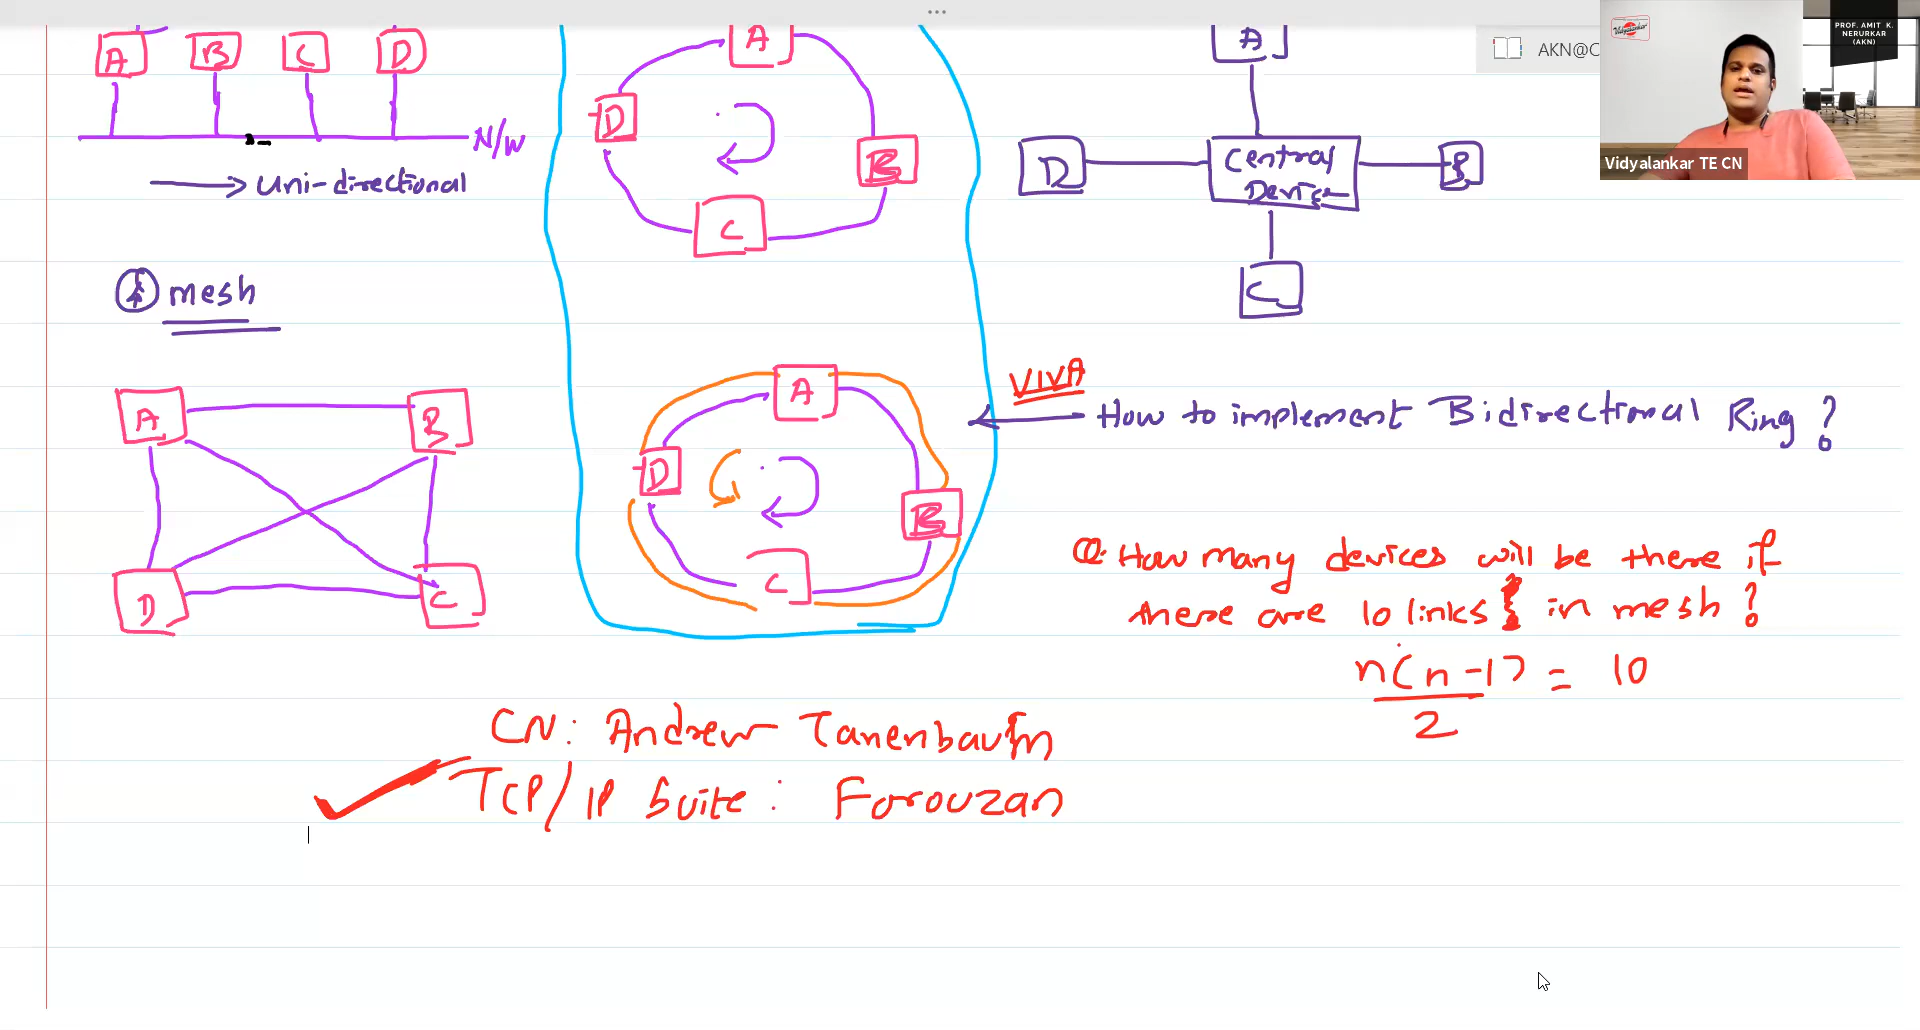 AKN@C
PROF. AMIT K.
NERURKAR
(AKN)
Vidyalankar
Vidyalankar TE CN
A B C D
N/W
uni-directional
A
D
B
C
A
D Central B
Device
C
④ mesh
A B
D C
A
D
B
C
VIVA
How to implement Bidirectional Ring ?
Q. How many devices will be there if
there are 10 links in mesh ?
n(n-1) = 10
2
CN: Andrew Tanenbaum
TCP/IP Suite : Forouzan